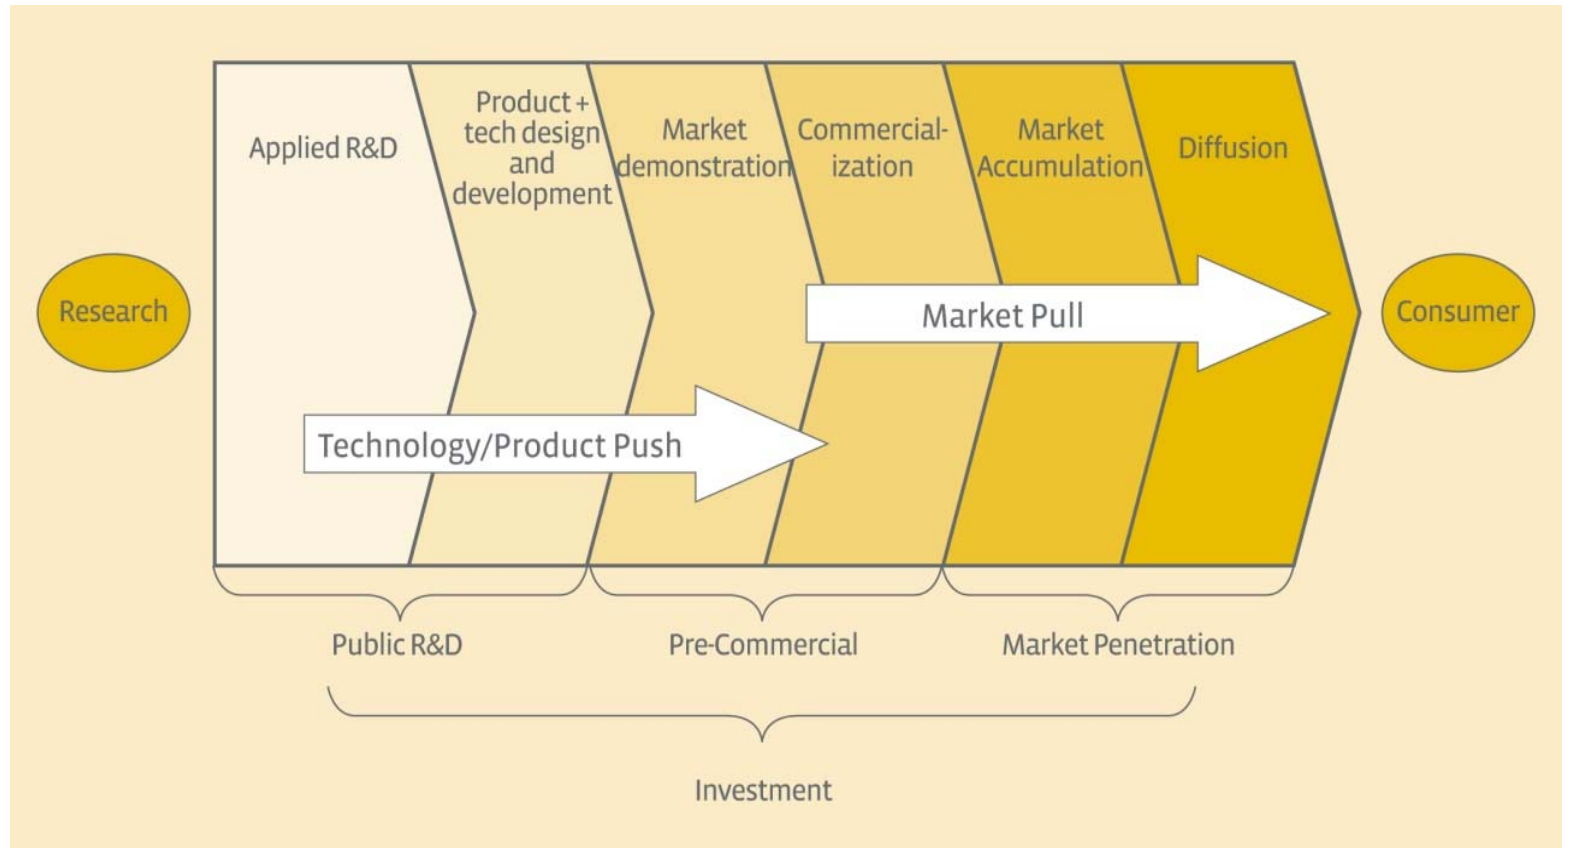 Applied R&D
Product +
tech design
and
development
Market
demonstration
Commercial-
ization
Market
Accumulation
Diffusion
Research
Market Pull
Consumer
Technology/Product Push
Public R&D
Pre-Commercial
Market Penetration
Investment